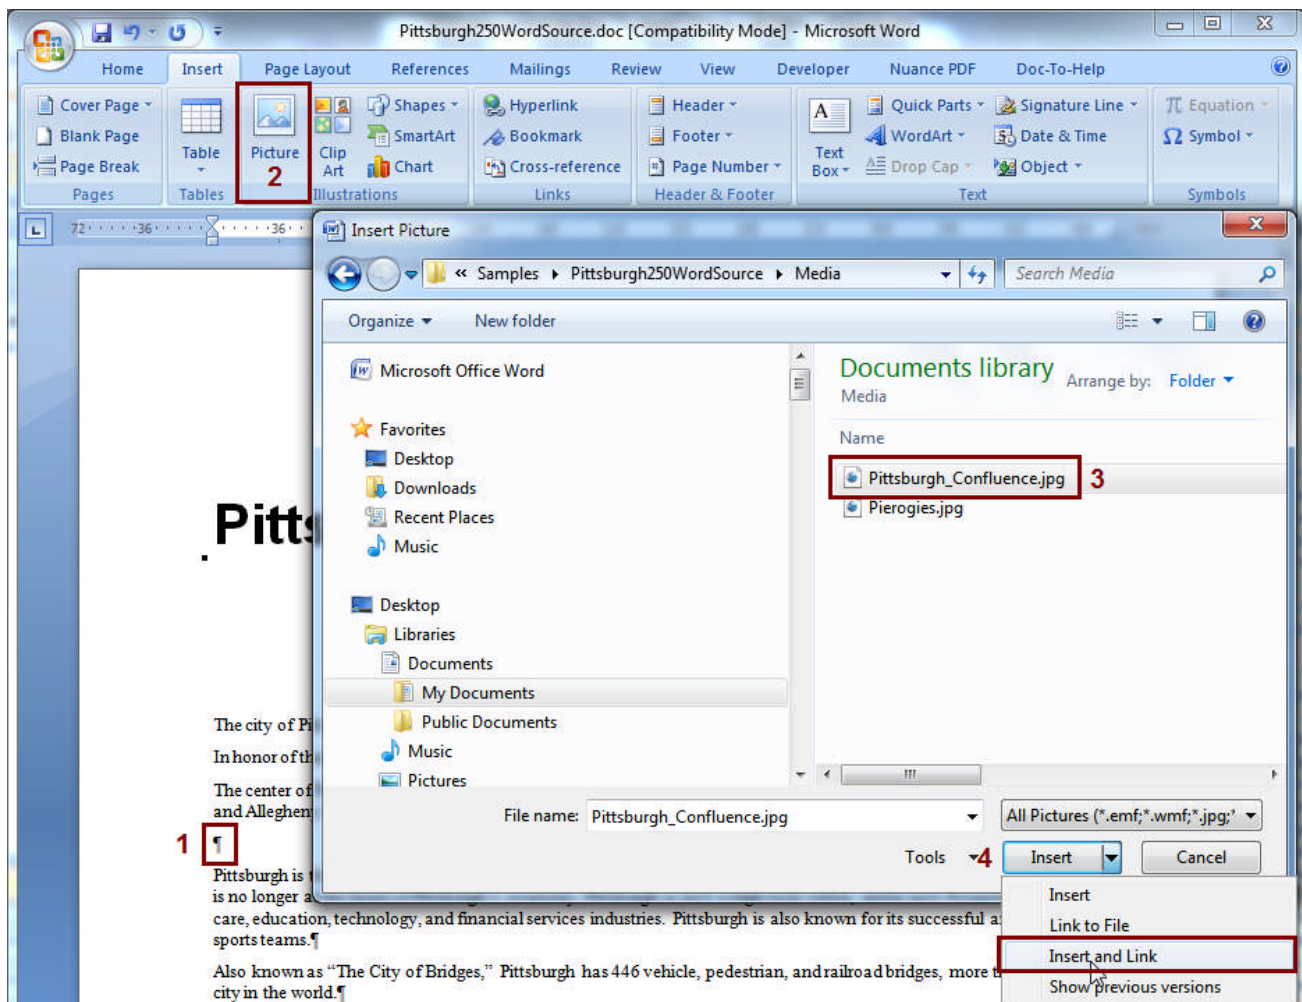 Pittsburgh250WordSource.doc [Compatibility Mode] - Microsoft Word
Home Insert Page Layout References Mailings Review View Developer Nuance PDF Doc-To-Help
Cover Page
Blank Page
Page Break
Pages
Table
Tables
Picture
2
Clip
Art
Shapes
SmartArt
Chart
Illustrations
Hyperlink
Bookmark
Cross-reference
Links
Header
Footer
Page Number
Header & Footer
A
Text
Box
Quick Parts
WordArt
Drop Cap
Signature Line
Date & Time
Object
Text
π Equation
Ω Symbol
Symbols
L 72 36 36
Insert Picture
« Samples Pittsburgh250WordSource Media
Search Media
Organize New folder
Microsoft Office Word
Favorites
Desktop
Downloads
Recent Places
Music
Desktop
Libraries
Documents
My Documents
Public Documents
Music
Pictures
Documents library
Media
Arrange by: Folder
Name
Pittsburgh_Confluence.jpg 3
Pierogies.jpg
File name: Pittsburgh_Confluence.jpg
All Pictures (*.emf;*.wmf;*.jpg;*
Tools 4 Insert Cancel
Insert
Link to File
Insert and Link
Show previous versions
Pitts
The city of Pi
In honor of th
The center of
and Allegheny
1 ¶
Pittsburgh is
is no longer a
care, education, technology, and financial services industries. Pittsburgh is also known for its successful a
sports teams.¶
Also known as “The City of Bridges,” Pittsburgh has 446 vehicle, pedestrian, and railroad bridges, more t
city in the world.¶